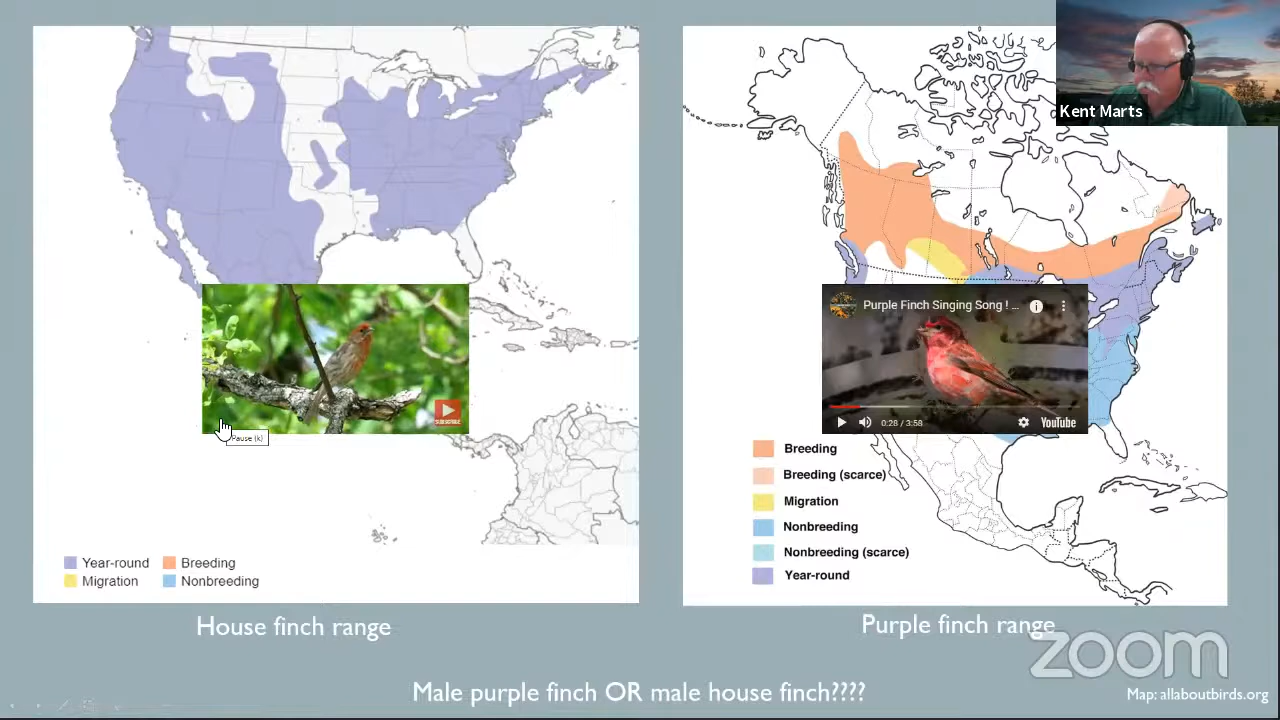 Kent Marts
Purple Finch Singing Song ! ...
SUBSCRIBE
Pause (k)
0:28 / 3:58
YouTube
Breeding
Breeding (scarce)
Migration
Nonbreeding
Nonbreeding (scarce)
Year-round
Year-round
Breeding
Migration
Nonbreeding
House finch range
Purple finch range
zoom
Male purple finch OR male house finch????
Map: allaboutbirds.org